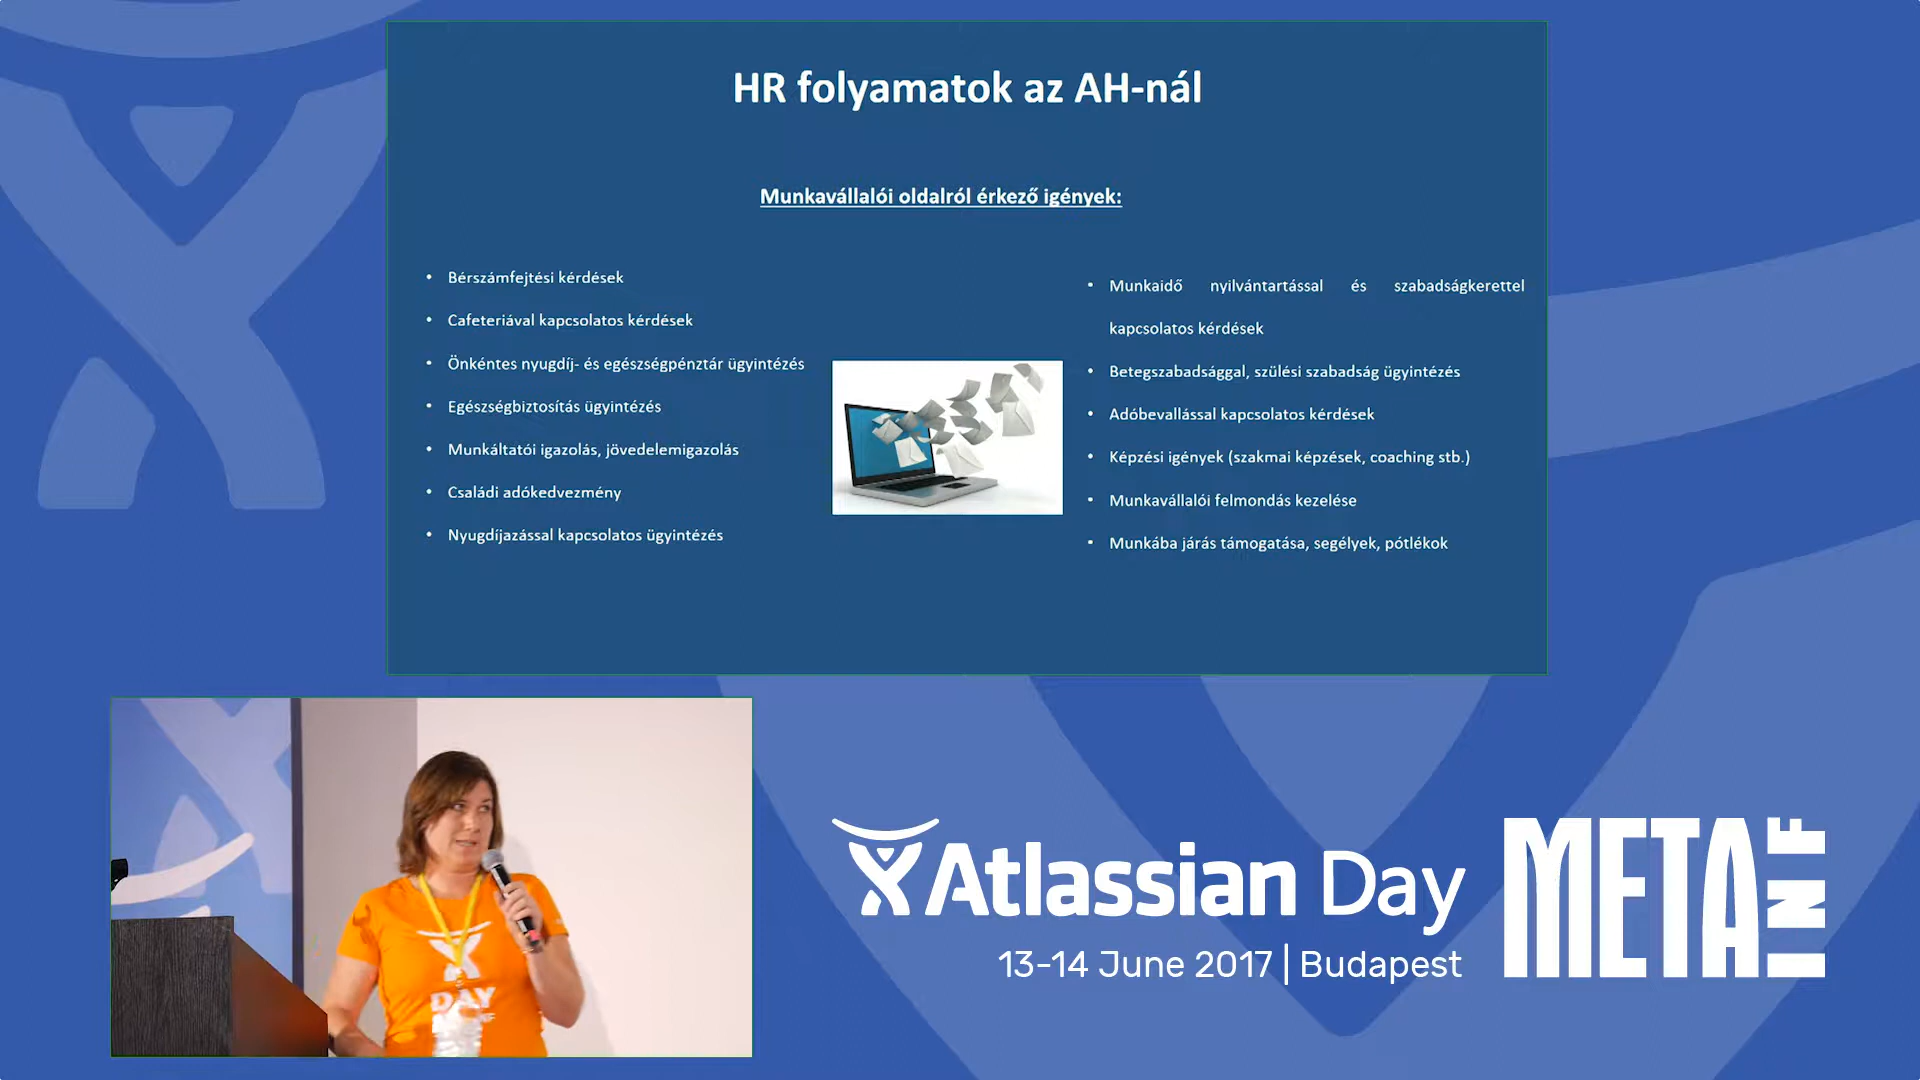 HR folyamatok az AH-nál
Munkavállalói oldalról érkező igények:
• Bérszámfejtési kérdések
• Cafeteriával kapcsolatos kérdések
• Önkéntes nyugdíj- és egészségpénztár ügyintézés
• Egészségbiztosítás ügyintézés
• Munkáltatói igazolás, jövedelemigazolás
• Családi adókedvezmény
• Nyugdíjazással kapcsolatos ügyintézés
• Munkaidő nyilvántartással és szabadságkerettel
kapcsolatos kérdések
• Betegszabadsággal, szülési szabadság ügyintézés
• Adóbevallással kapcsolatos kérdések
• Képzési igények (szakmai képzések, coaching stb.)
• Munkavállalói felmondás kezelése
• Munkába járás támogatása, segélyek, pótlékok
DAY
Atlassian Day
13-14 June 2017 | Budapest
META
INF